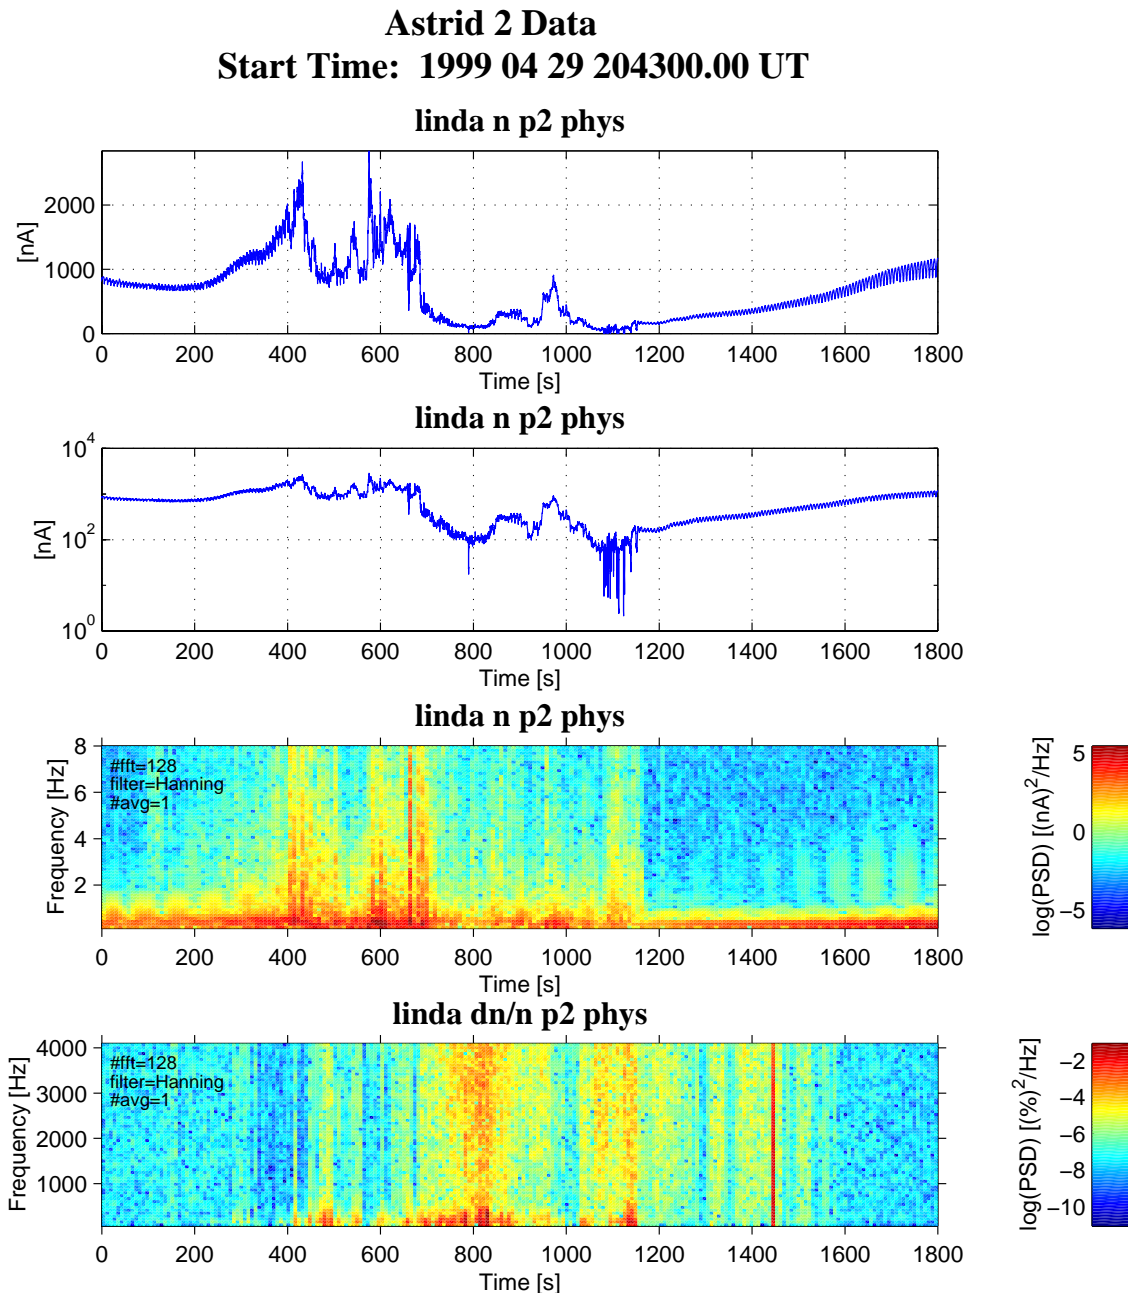 Astrid 2 Data
Start Time:  1999 04 29 204300.00 UT
linda n p2 phys
[nA]
2000
1000
0
0 200 400 600 800 1000 1200 1400 1600 1800
Time [s]
linda n p2 phys
[nA]
10^4
10^2
10^0
0 200 400 600 800 1000 1200 1400 1600 1800
Time [s]
linda n p2 phys
Frequency [Hz]
8
6
4
2
#fft=128
filter=Hanning
#avg=1
0 200 400 600 800 1000 1200 1400 1600 1800
Time [s]
log(PSD) [(nA)^2/Hz]
5
0
−5
linda dn/n p2 phys
Frequency [Hz]
4000
3000
2000
1000
#fft=128
filter=Hanning
#avg=1
0 200 400 600 800 1000 1200 1400 1600 1800
Time [s]
log(PSD) [(%)^2/Hz]
−2
−4
−6
−8
−10